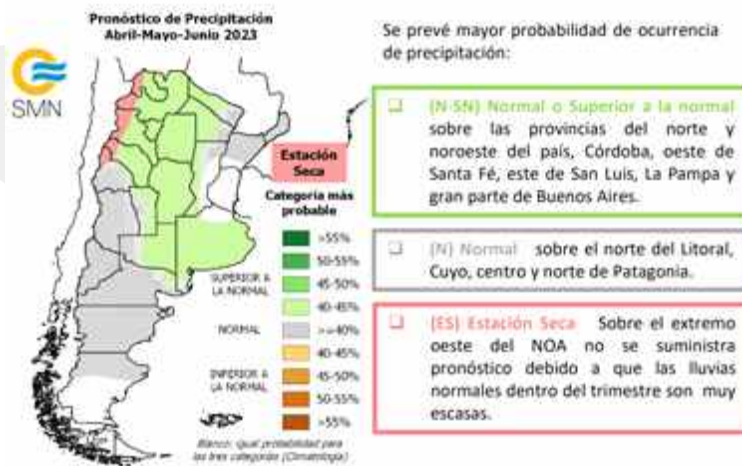 Pronóstico de Precipitación
Abril-Mayo-Junio 2023
SMN
Estación
Seca
Categoría más
probable
>55%
50-55%
45-50%
SUPERIOR A
LA NORMAL
40-45%
NORMAL
>=40%
40-45%
INFERIOR A
LA NORMAL
45-50%
50-55%
>55%
Blanco: igual probabilidad para
las tres categorías (Climatología)
Se prevé mayor probabilidad de ocurrencia
de precipitación:
(N-SN) Normal o Superior a la normal
sobre las provincias del norte y
noroeste del país, Córdoba, oeste de
Santa Fé, este de San Luis, La Pampa y
gran parte de Buenos Aires.
(N) Normal sobre el norte del Litoral,
Cuyo, centro y norte de Patagonia.
(ES) Estación Seca Sobre el extremo
oeste del NOA no se suministra
pronóstico debido a que las lluvias
normales dentro del trimestre son muy
escasas.